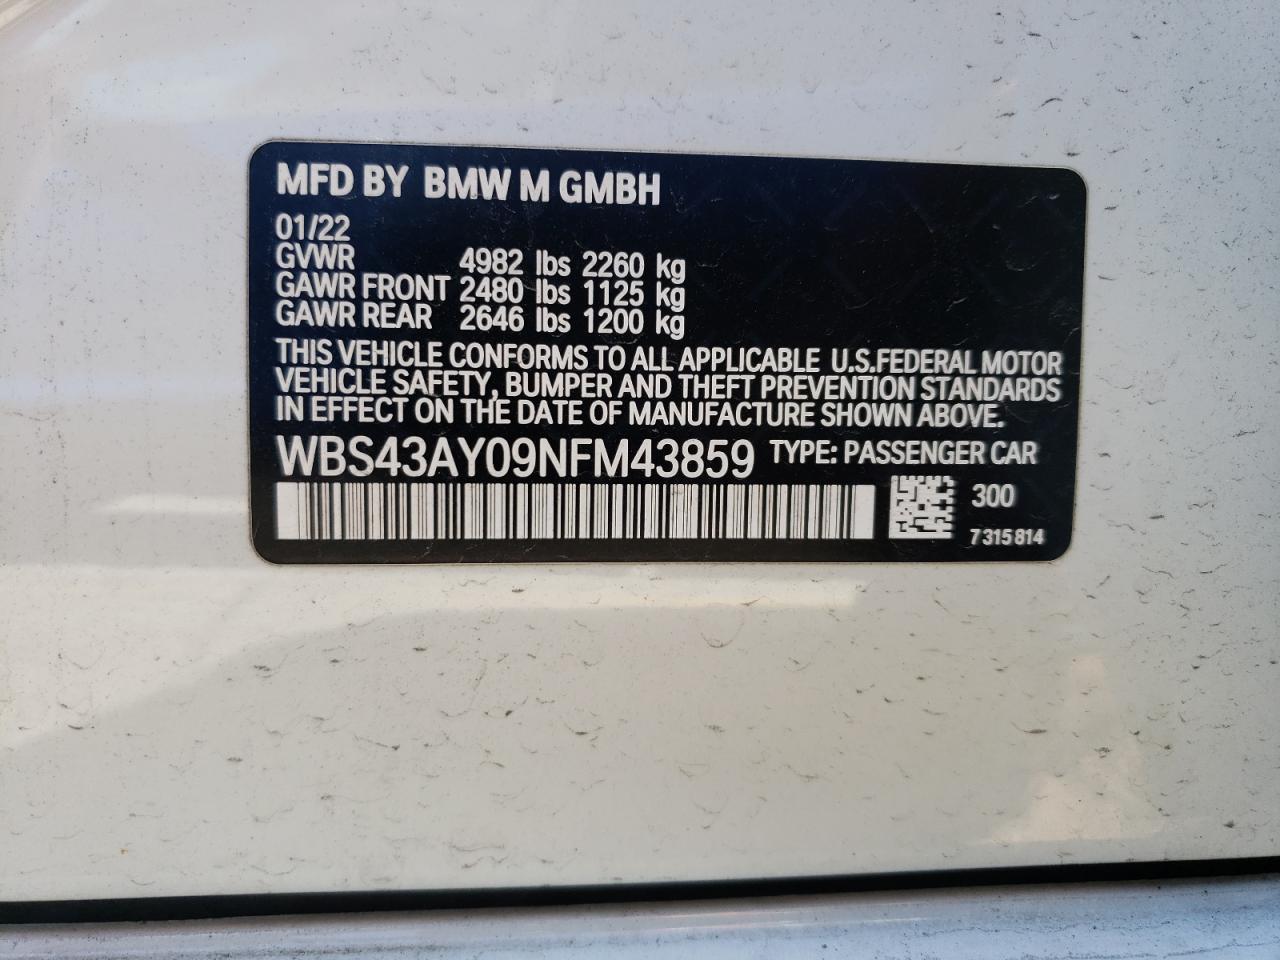 MFD BY BMW M GMBH
01/22
GVWR 4982 lbs 2260 kg
GAWR FRONT 2480 lbs 1125 kg
GAWR REAR 2646 lbs 1200 kg
THIS VEHICLE CONFORMS TO ALL APPLICABLE U.S.FEDERAL MOTOR
VEHICLE SAFETY, BUMPER AND THEFT PREVENTION STANDARDS
IN EFFECT ON THE DATE OF MANUFACTURE SHOWN ABOVE.
WBS43AY09NFM43859 TYPE: PASSENGER CAR
300
7 315 814